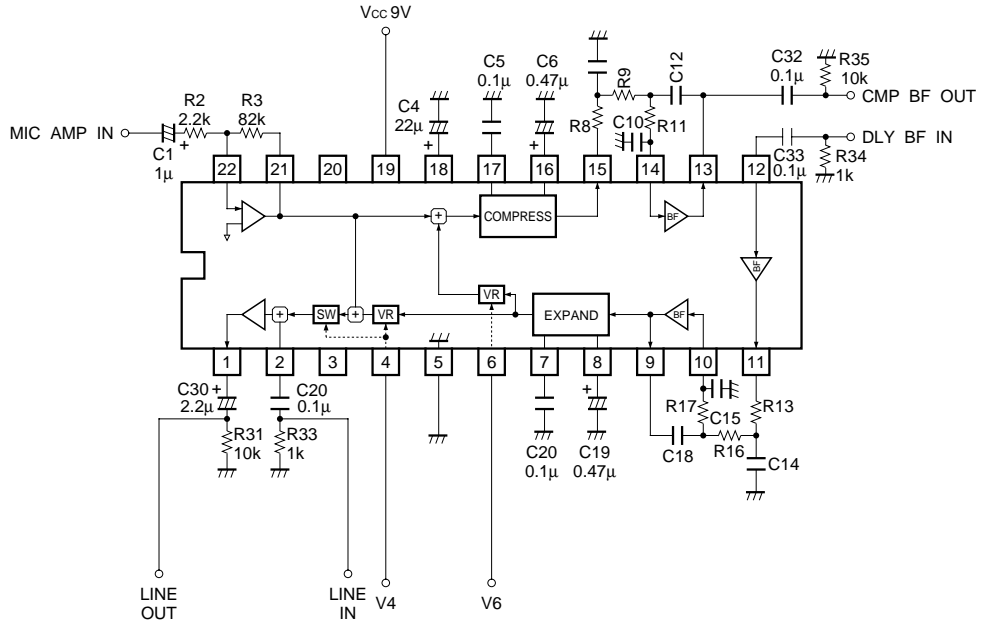 Vcc 9V
C5
0.1μ
C6
0.47μ
C4
22μ
+
+
R2
2.2k
R3
82k
MIC AMP IN
C1
1μ
+
R9
R8
C12
C10
R11
C32
0.1μ
R35
10k
CMP BF OUT
DLY BF IN
C33
0.1μ
R34
1k
22
21
20
19
18
17
16
15
14
13
12
+
COMPRESS
BF
BF
VR
+
SW
+
VR
EXPAND
BF
1
2
3
4
5
6
7
8
9
10
11
C30
2.2μ
+
C20
0.1μ
R31
10k
R33
1k
C20
0.1μ
+
C19
0.47μ
R17
C15
R13
C18
R16
C14
LINE
OUT
LINE
IN
V4
V6